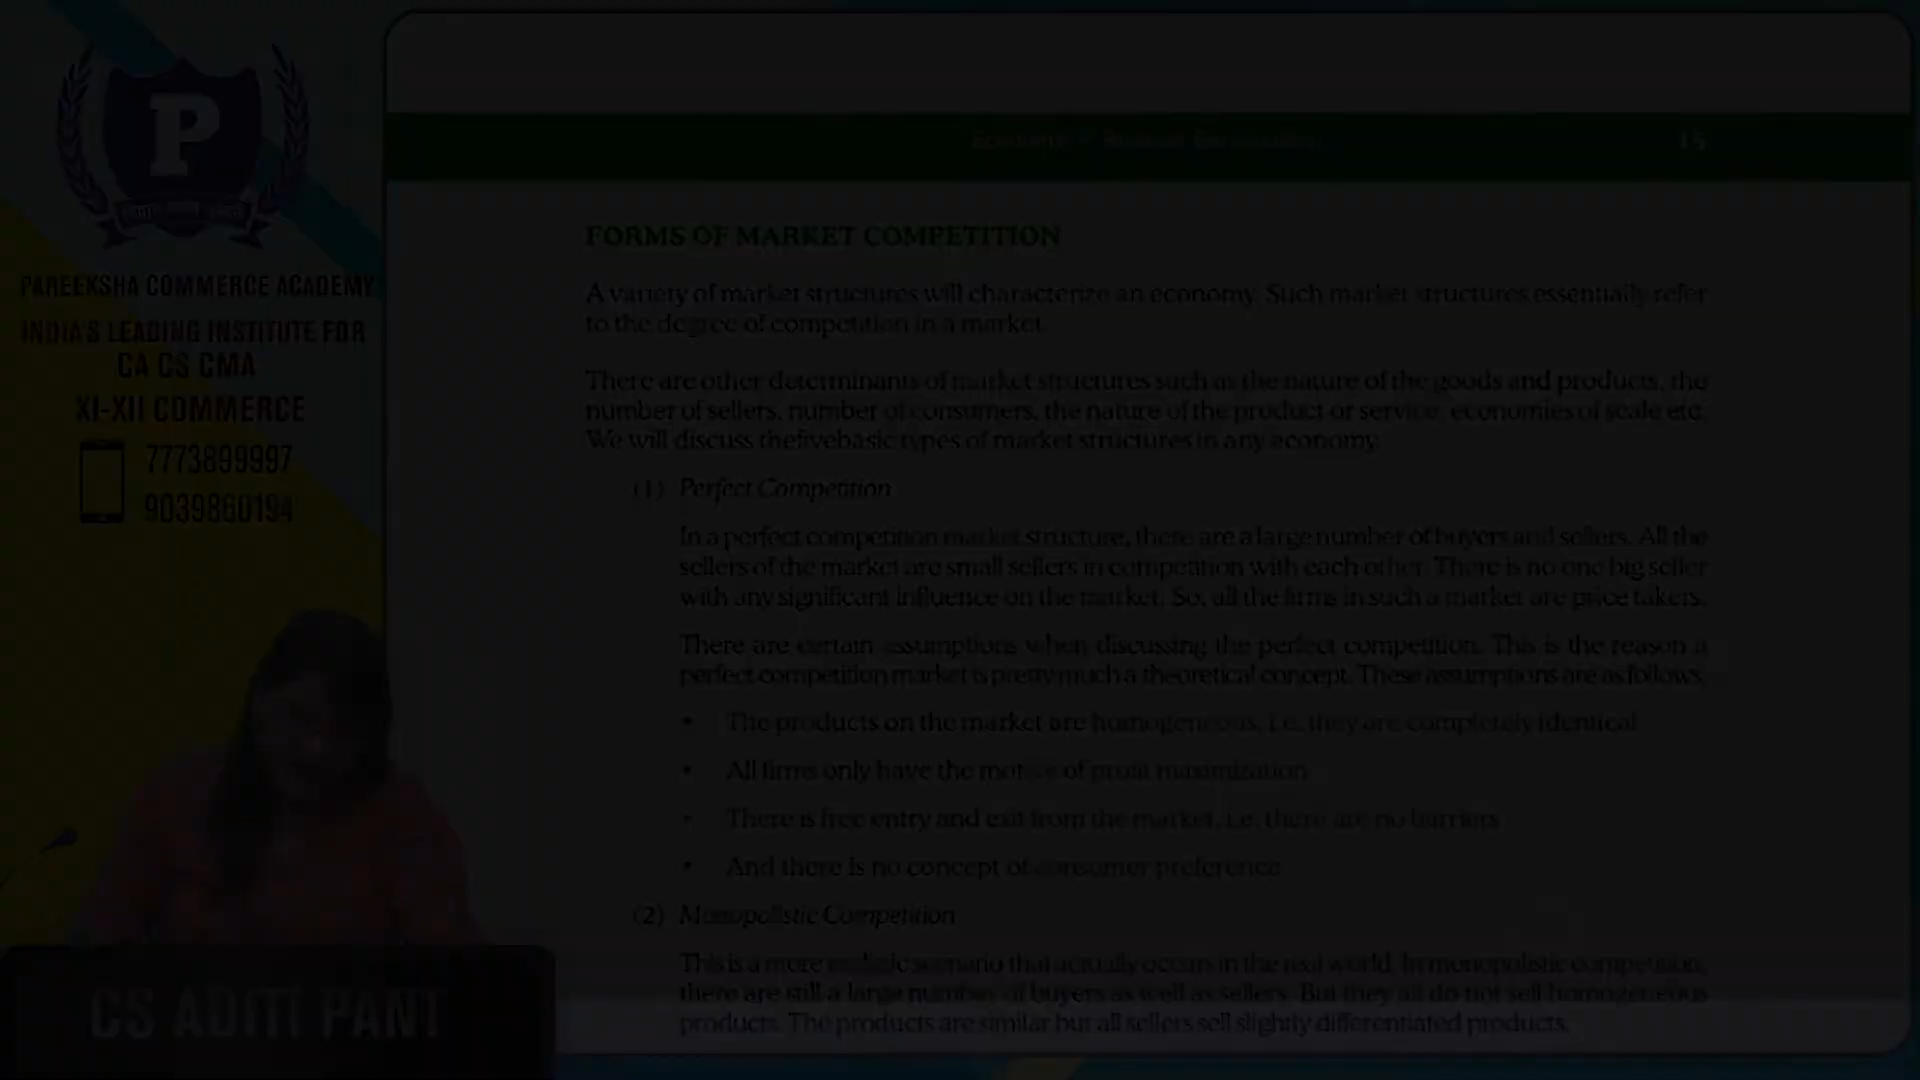 P
PAREEKSHA COMMERCE ACADEMY
INDIA'S LEADING INSTITUTE FOR
CA CS CMA
XI-XII COMMERCE
7773899997
9039860194
Economic Business Environment 15
FORMS OF MARKET COMPETITION
A variety of market structures will characterize an economy. Such market structures essentially refer
to the degree of competition in a market.
There are other determinants of market structures such as the nature of the goods and products, the
number of sellers, number of consumers, the nature of the product or service, economies of scale etc.
We will discuss thefivebasic types of market structures in any economy.
(1) Perfect Competition
In a perfect competition market structure, there are a large number of buyers and sellers. All the
sellers of the market are small sellers in competition with each other. There is no one big seller
with any significant influence on the market. So, all the firms in such a market are price takers.
There are certain assumptions when discussing the perfect competition. This is the reason a
perfect competition market is pretty much a theoretical concept. These assumptions are as follows,
• The products on the market are homogeneous, i.e. they are completely identical
• All firms only have the motive of profit maximization
• There is free entry and exit from the market, i.e. there are no barriers
• And there is no concept of consumer preference
(2) Monopolistic Competition
This is a more realistic scenario that actually occurs in the real world. In monopolistic competition,
there are still a large number of buyers as well as sellers. But they all do not sell homogeneous
products. The products are similar but all sellers sell slightly differentiated products.
CS ADITI PANT